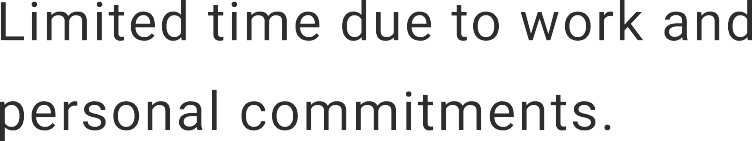 Limited time due to work and
personal commitments.